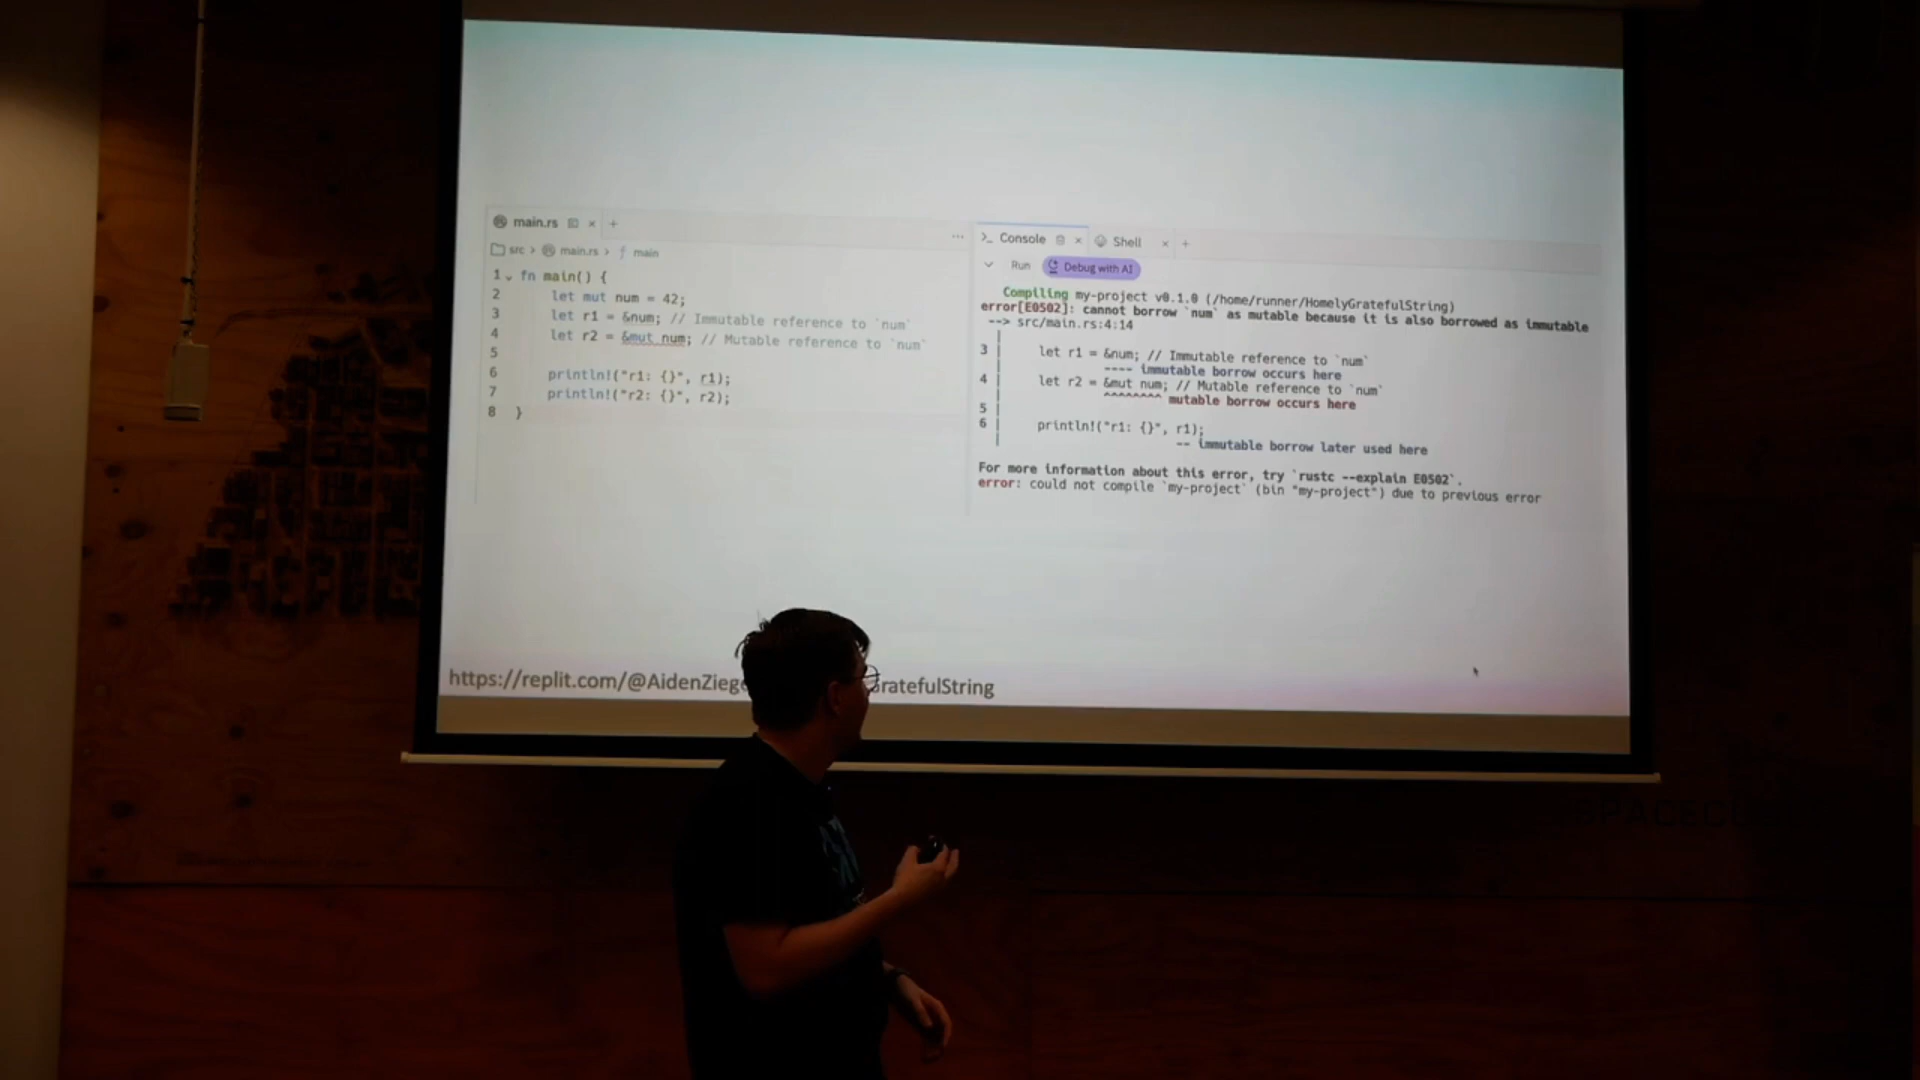 main.rs
src > main.rs > main
1 fn main() {
2 let mut num = 42;
3 let r1 = &num; // Immutable reference to `num`
4 let r2 = &mut num; // Mutable reference to `num`
5
6 println!("r1: {}", r1);
7 println!("r2: {}", r2);
8 }
Console Shell
Run Debug with AI
Compiling my-project v0.1.0 (/home/runner/HomelyGratefulString)
error[E0502]: cannot borrow `num` as mutable because it is also borrowed as immutable
--> src/main.rs:4:14
|
3 | let r1 = &num; // Immutable reference to `num`
| ---- immutable borrow occurs here
4 | let r2 = &mut num; // Mutable reference to `num`
| ^^^^^^^^ mutable borrow occurs here
5 |
6 | println!("r1: {}", r1);
| -- immutable borrow later used here
For more information about this error, try `rustc --explain E0502`.
error: could not compile `my-project` (bin "my-project") due to previous error
https://replit.com/@AidenZieg ratefulString